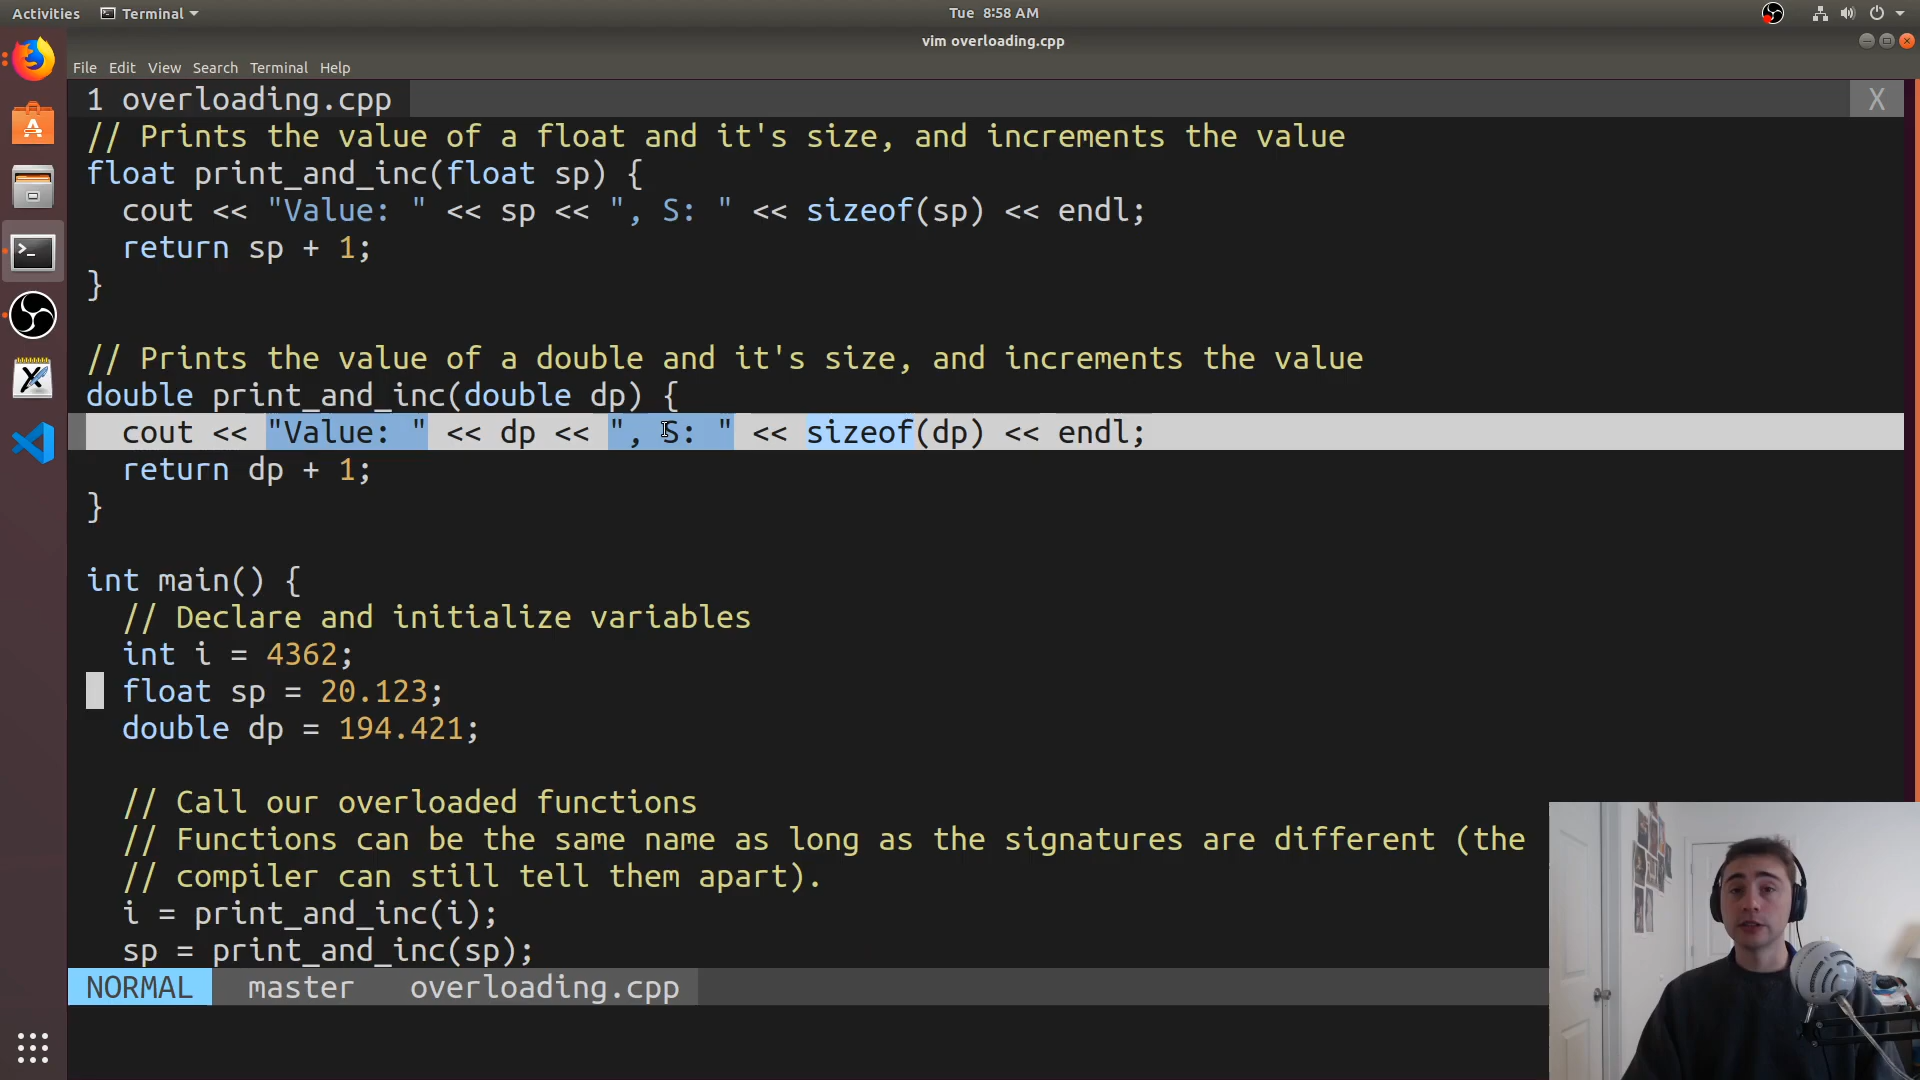 Activities
Terminal
Tue 8:58 AM
vim overloading.cpp
File Edit View Search Terminal Help
1 overloading.cpp X
// Prints the value of a float and it's size, and increments the value
float print_and_inc(float sp) {
  cout << "Value: " << sp << ", S: " << sizeof(sp) << endl;
  return sp + 1;
}
// Prints the value of a double and it's size, and increments the value
double print_and_inc(double dp) {
  cout << "Value: " << dp << ", S: " << sizeof(dp) << endl;
  return dp + 1;
}
int main() {
  // Declare and initialize variables
  int i = 4362;
  float sp = 20.123;
  double dp = 194.421;
  // Call our overloaded functions
  // Functions can be the same name as long as the signatures are different (the
  // compiler can still tell them apart).
  i = print_and_inc(i);
  sp = print_and_inc(sp);
NORMAL master overloading.cpp